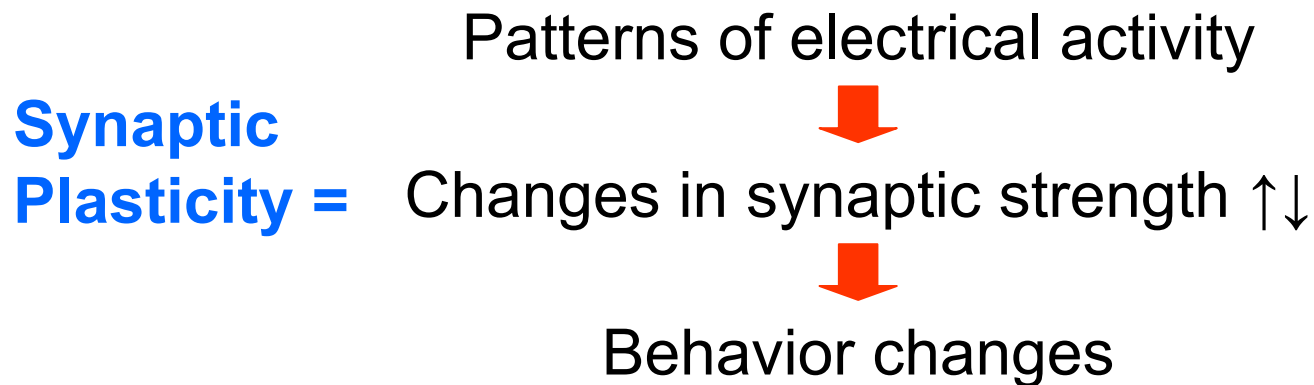 Patterns of electrical activity
Synaptic
Plasticity = Changes in synaptic strength ↑↓
Behavior changes